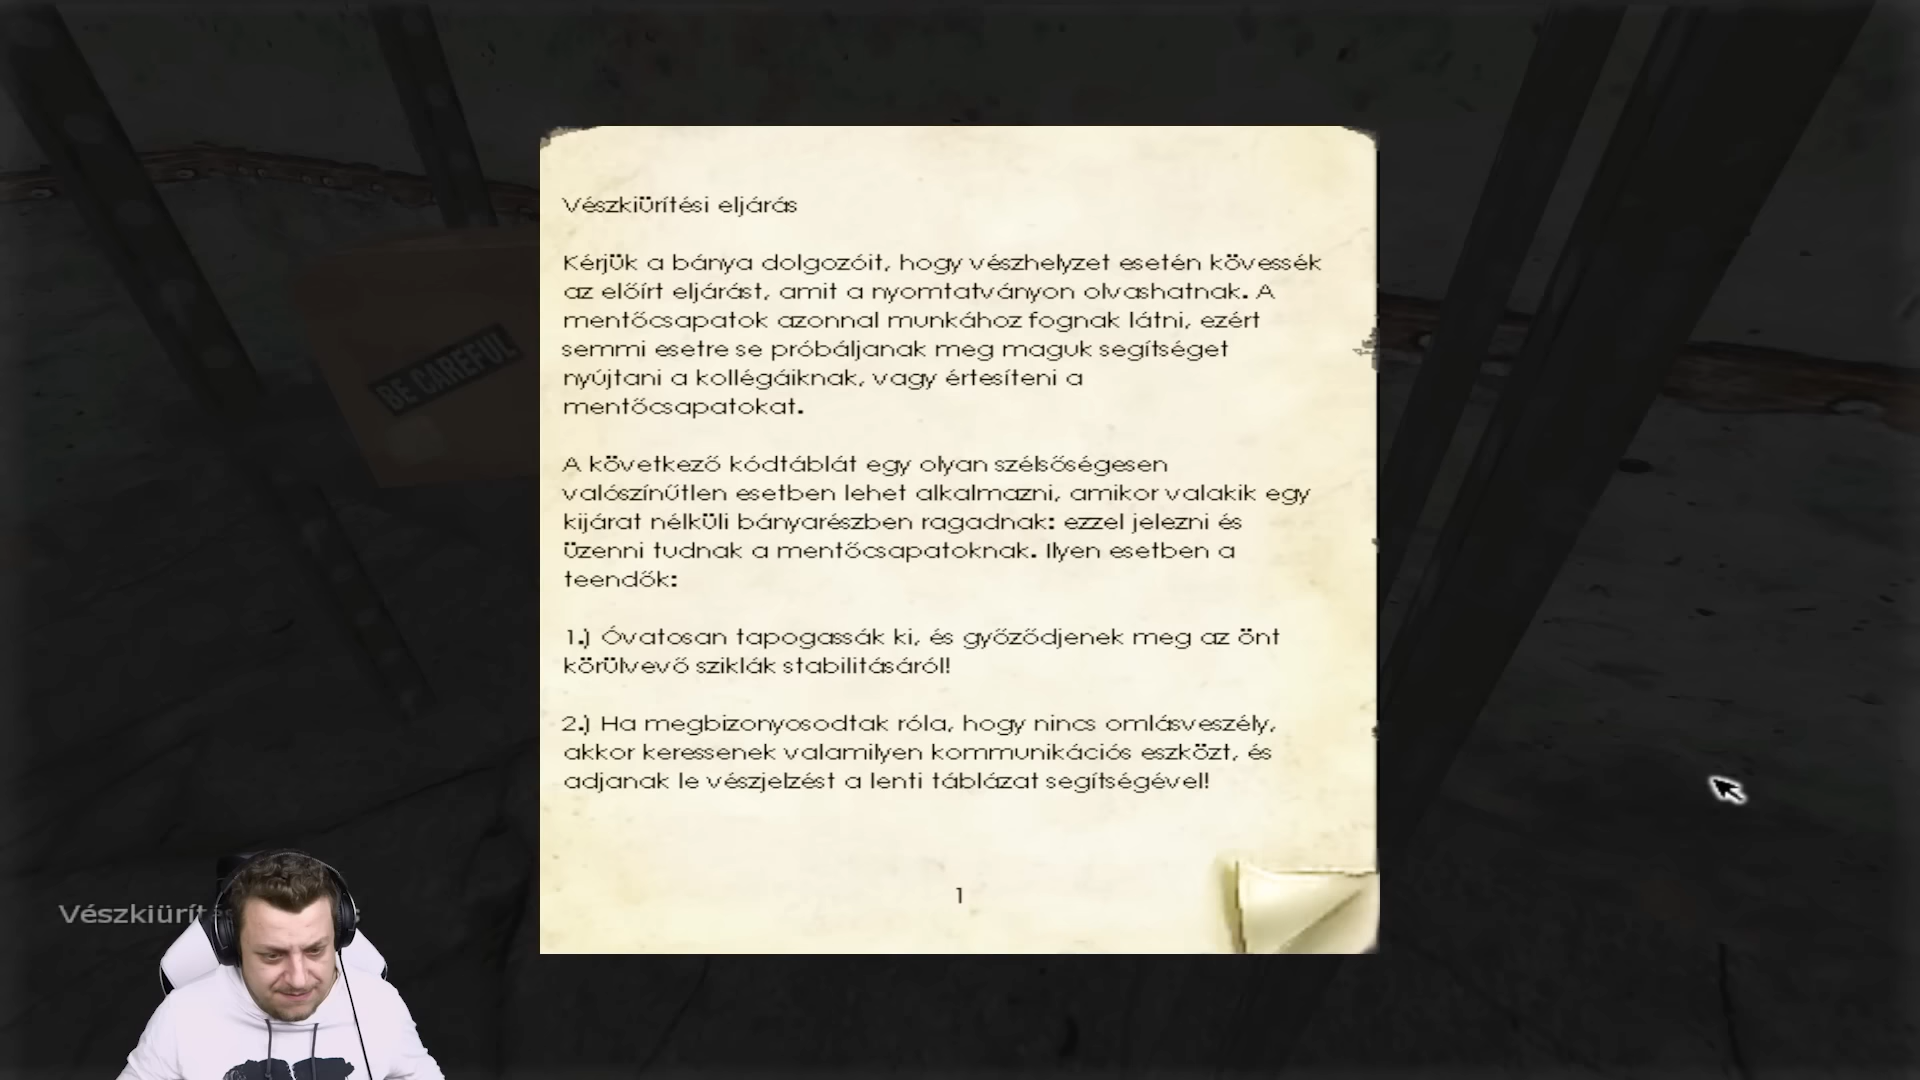 Vészkiürítési eljárás
Kérjük a bánya dolgozóit, hogy vészhelyzet esetén kövessék
az előírt eljárást, amit a nyomtatványon olvashatnak. A
mentőcsapatok azonnal munkához fognak látni, ezért
semmi esetre se próbáljanak meg maguk segítséget
nyújtani a kollégáiknak, vagy értesíteni a
mentőcsapatokat.
A következő kódtáblát egy olyan szélsőségesen
valószínűtlen esetben lehet alkalmazni, amikor valakik egy
kijárat nélküli bányarészben ragadnak: ezzel jelezni és
üzenni tudnak a mentőcsapatoknak. Ilyen esetben a
teendők:
1.) Óvatosan tapogassák ki, és győződjenek meg az önt
körülvevő sziklák stabilitásáról!
2.) Ha megbizonyosodtak róla, hogy nincs omlásveszély,
akkor keressenek valamilyen kommunikációs eszközt, és
adjanak le vészjelzést a lenti táblázat segítségével!
1
BE CAREFUL